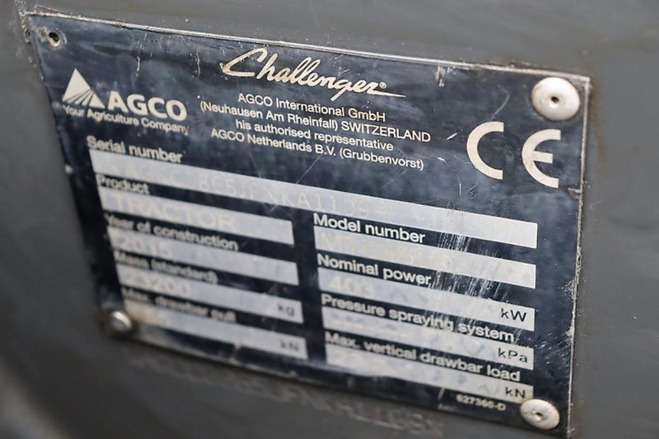 Challenger
AGCO
Your Agriculture Company
AGCO International GmbH
(Neuhausen Am Rheinfall) SWITZERLAND
his authorised representative
AGCO Netherlands B.V. (Grubbenvorst)
CE
Serial number
Product
TRACTOR
Model number
Year of construction
2015
Nominal power
403 kW
Mass (standard)
23200 kg
Pressure spraying system
kPa
Max. drawbar pull
kN
Max. vertical drawbar load
kN
627360-D